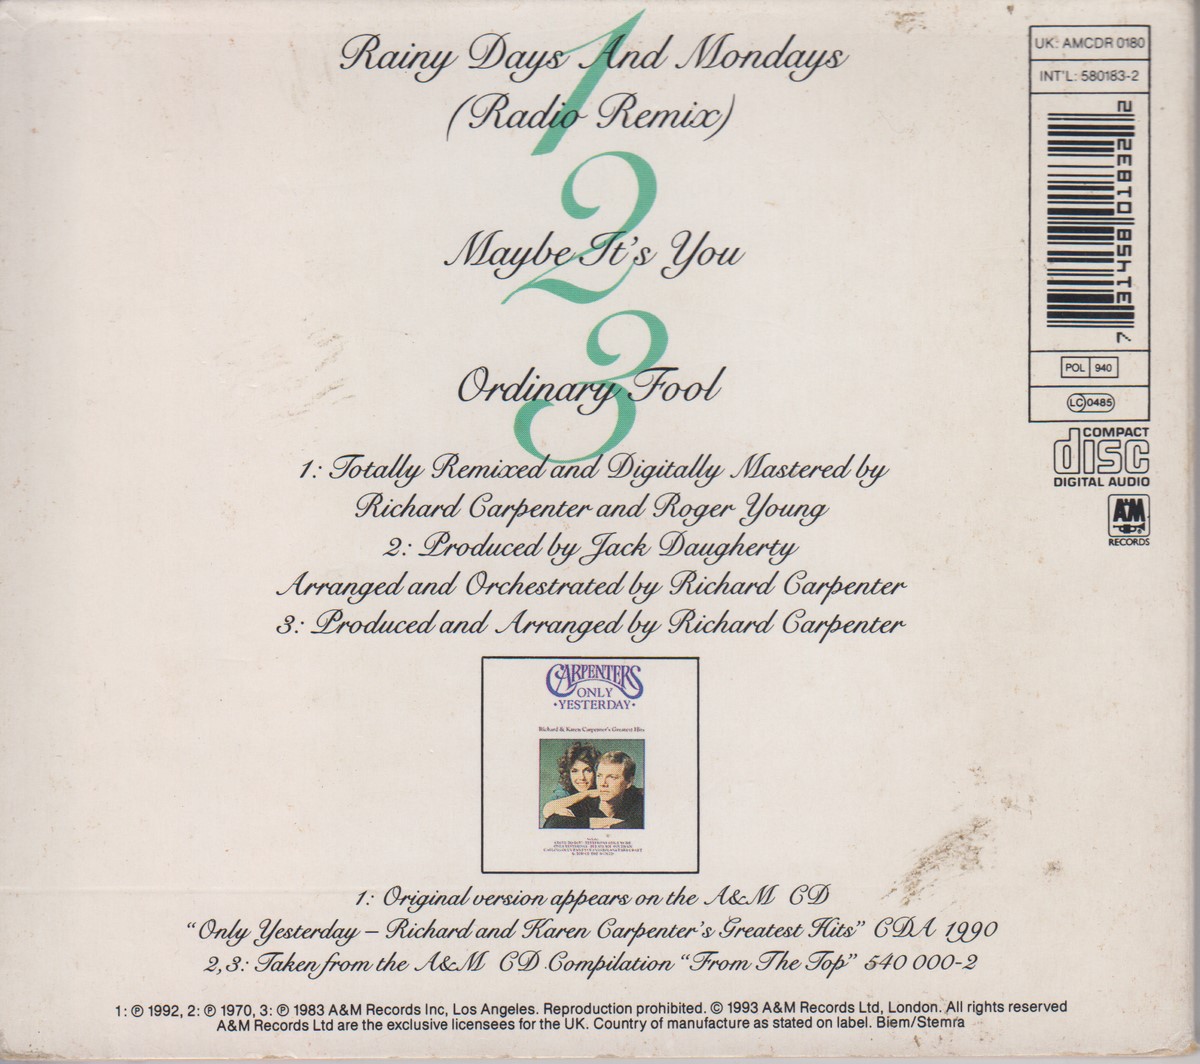 1
Rainy Days And Mondays
(Radio Remix)
2
Maybe It's You
3
Ordinary Fool
1: Totally Remixed and Digitally Mastered by
Richard Carpenter and Roger Young
2: Produced by Jack Daugherty
Arranged and Orchestrated by Richard Carpenter
3: Produced and Arranged by Richard Carpenter
CARPENTERS
ONLY
·YESTERDAY·
Richard & Karen Carpenter's Greatest Hits
1: Original version appears on the A&M CD
"Only Yesterday – Richard and Karen Carpenter's Greatest Hits" CDA 1990
2,3: Taken from the A&M CD Compilation "From The Top" 540 000-2
1: ℗ 1992, 2: ℗ 1970, 3: ℗ 1983 A&M Records Inc, Los Angeles. Reproduction prohibited. © 1993 A&M Records Ltd, London. All rights reserved
A&M Records Ltd are the exclusive licensees for the UK. Country of manufacture as stated on label. Biem/Stemra
UK: AMCDR 0180
INT'L: 580183-2
7 31458 01832 2
POL 940
LC 0485
COMPACT
disc
DIGITAL AUDIO
A&M
RECORDS